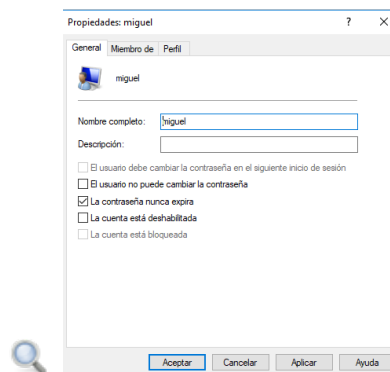 Propiedades: miguel ? ×
General Miembro de Perfil
miguel
Nombre completo: miguel
Descripción:
El usuario debe cambiar la contraseña en el siguiente inicio de sesión
El usuario no puede cambiar la contraseña
La contraseña nunca expira
La cuenta está deshabilitada
La cuenta está bloqueada
Aceptar Cancelar Aplicar Ayuda